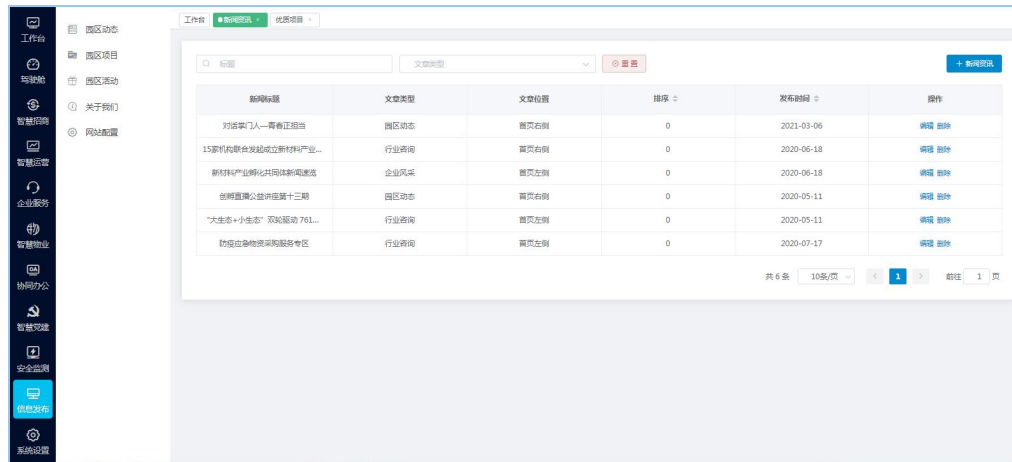 工作台
驾驶舱
智慧招商
智慧运营
企业服务
智慧物业
协同办公
智慧党建
安全监测
信息发布
系统设置
园区动态
园区项目
园区活动
关于我们
网站配置
工作台 新闻资讯 × 优质项目 ×
标题 文章类型 重置 + 新闻资讯
新闻标题 文章类型 文章位置 排序 发布时间 操作
对话掌门人—青春正担当 园区动态 首页右侧 0 2021-03-06 编辑 删除
15家机构联合发起成立新材料产业... 行业咨询 首页右侧 0 2020-06-18 编辑 删除
新材料产业孵化共同体新闻速览 企业风采 首页左侧 0 2020-06-18 编辑 删除
创孵直播公益讲座第十三期 园区动态 首页右侧 0 2020-05-11 编辑 删除
“大生态+小生态” 双轮驱动 761... 行业咨询 首页左侧 0 2020-05-11 编辑 删除
防疫应急物资采购服务专区 行业咨询 首页左侧 0 2020-07-17 编辑 删除
共 6 条 10条/页 < 1 > 前往 1 页